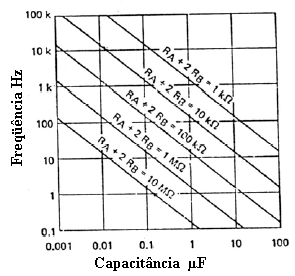 Freqüência Hz
100 k
10 k
1 k
100
10
1
0,1
RA + 2 RB = 1 kΩ
RA + 2 RB = 10 kΩ
RA + 2 RB = 100 kΩ
RA + 2 RB = 1 MΩ
RA + 2 RB = 10 MΩ
0.001
0.01
0.1
1
10
100
Capacitância µF